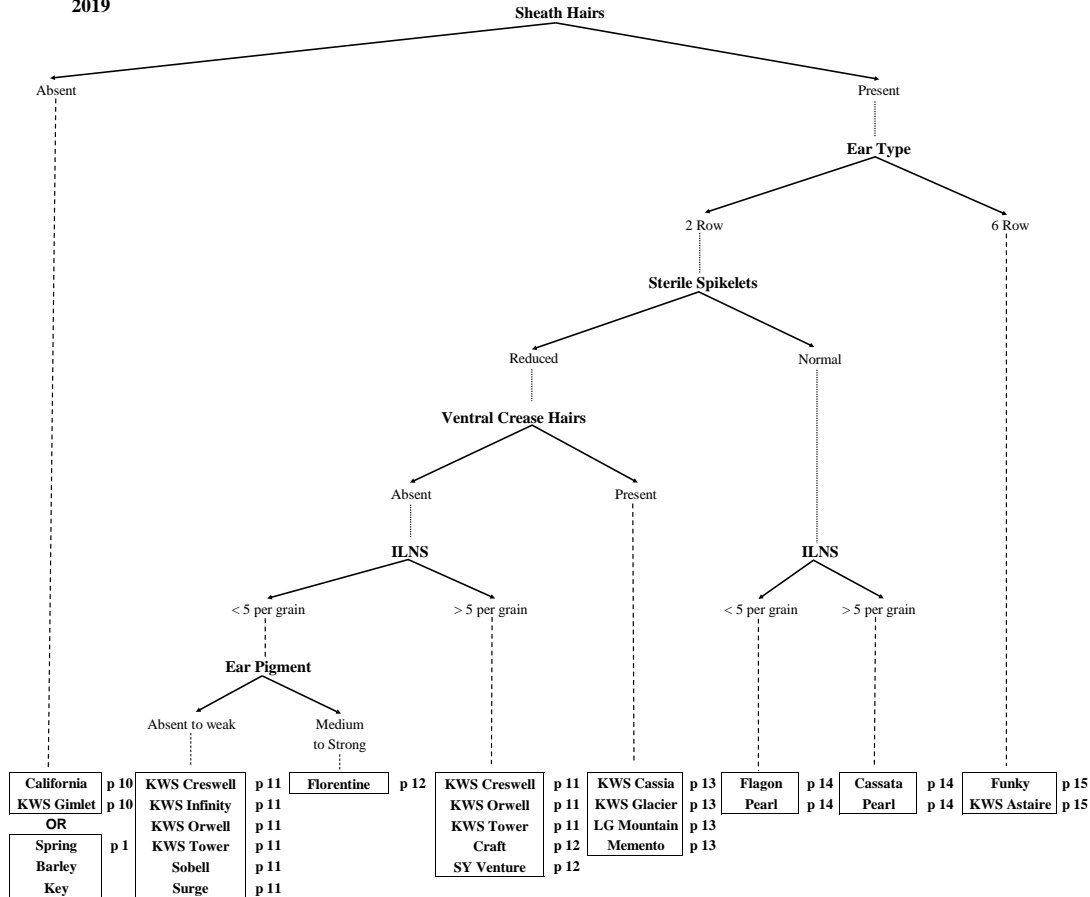 2019
Sheath Hairs
Absent
Present
Ear Type
2 Row
6 Row
Sterile Spikelets
Reduced
Normal
Ventral Crease Hairs
Absent
Present
ILNS
ILNS
< 5 per grain
> 5 per grain
< 5 per grain
> 5 per grain
Ear Pigment
Absent to weak
Medium
to Strong
California p 10
KWS Gimlet p 10
OR
Spring p 1
Barley
Key
KWS Creswell p 11
KWS Infinity p 11
KWS Orwell p 11
KWS Tower p 11
Sobell p 11
Surge p 11
Florentine p 12
KWS Creswell p 11
KWS Orwell p 11
KWS Tower p 11
Craft p 12
SY Venture p 12
KWS Cassia p 13
KWS Glacier p 13
LG Mountain p 13
Memento p 13
Flagon p 14
Pearl p 14
Cassata p 14
Pearl p 14
Funky p 15
KWS Astaire p 15